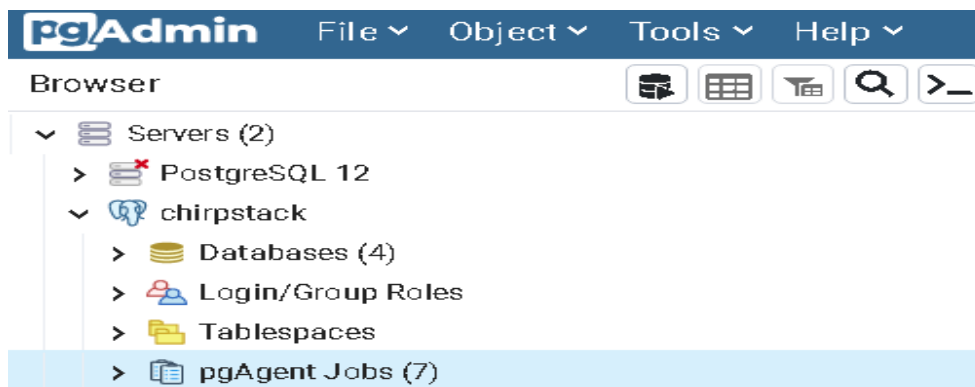 pgAdmin File Object Tools Help
Browser
Servers (2)
PostgreSQL 12
chirpstack
Databases (4)
Login/Group Roles
Tablespaces
pgAgent Jobs (7)